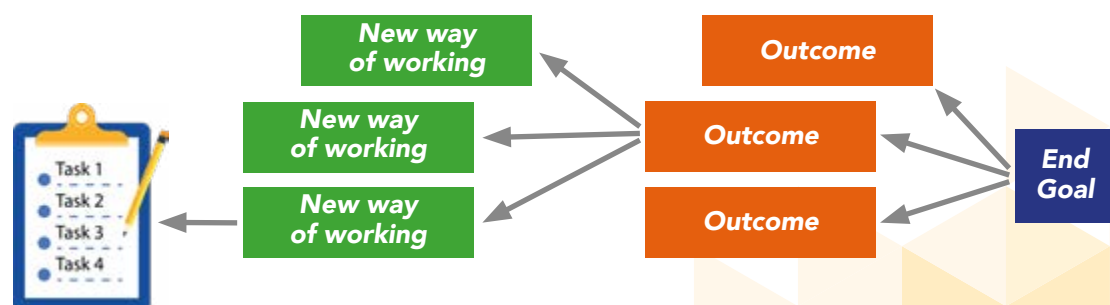 New way
of working
Outcome
New way
of working
Outcome
End
Goal
Task 1
Task 2
Task 3
Task 4
New way
of working
Outcome